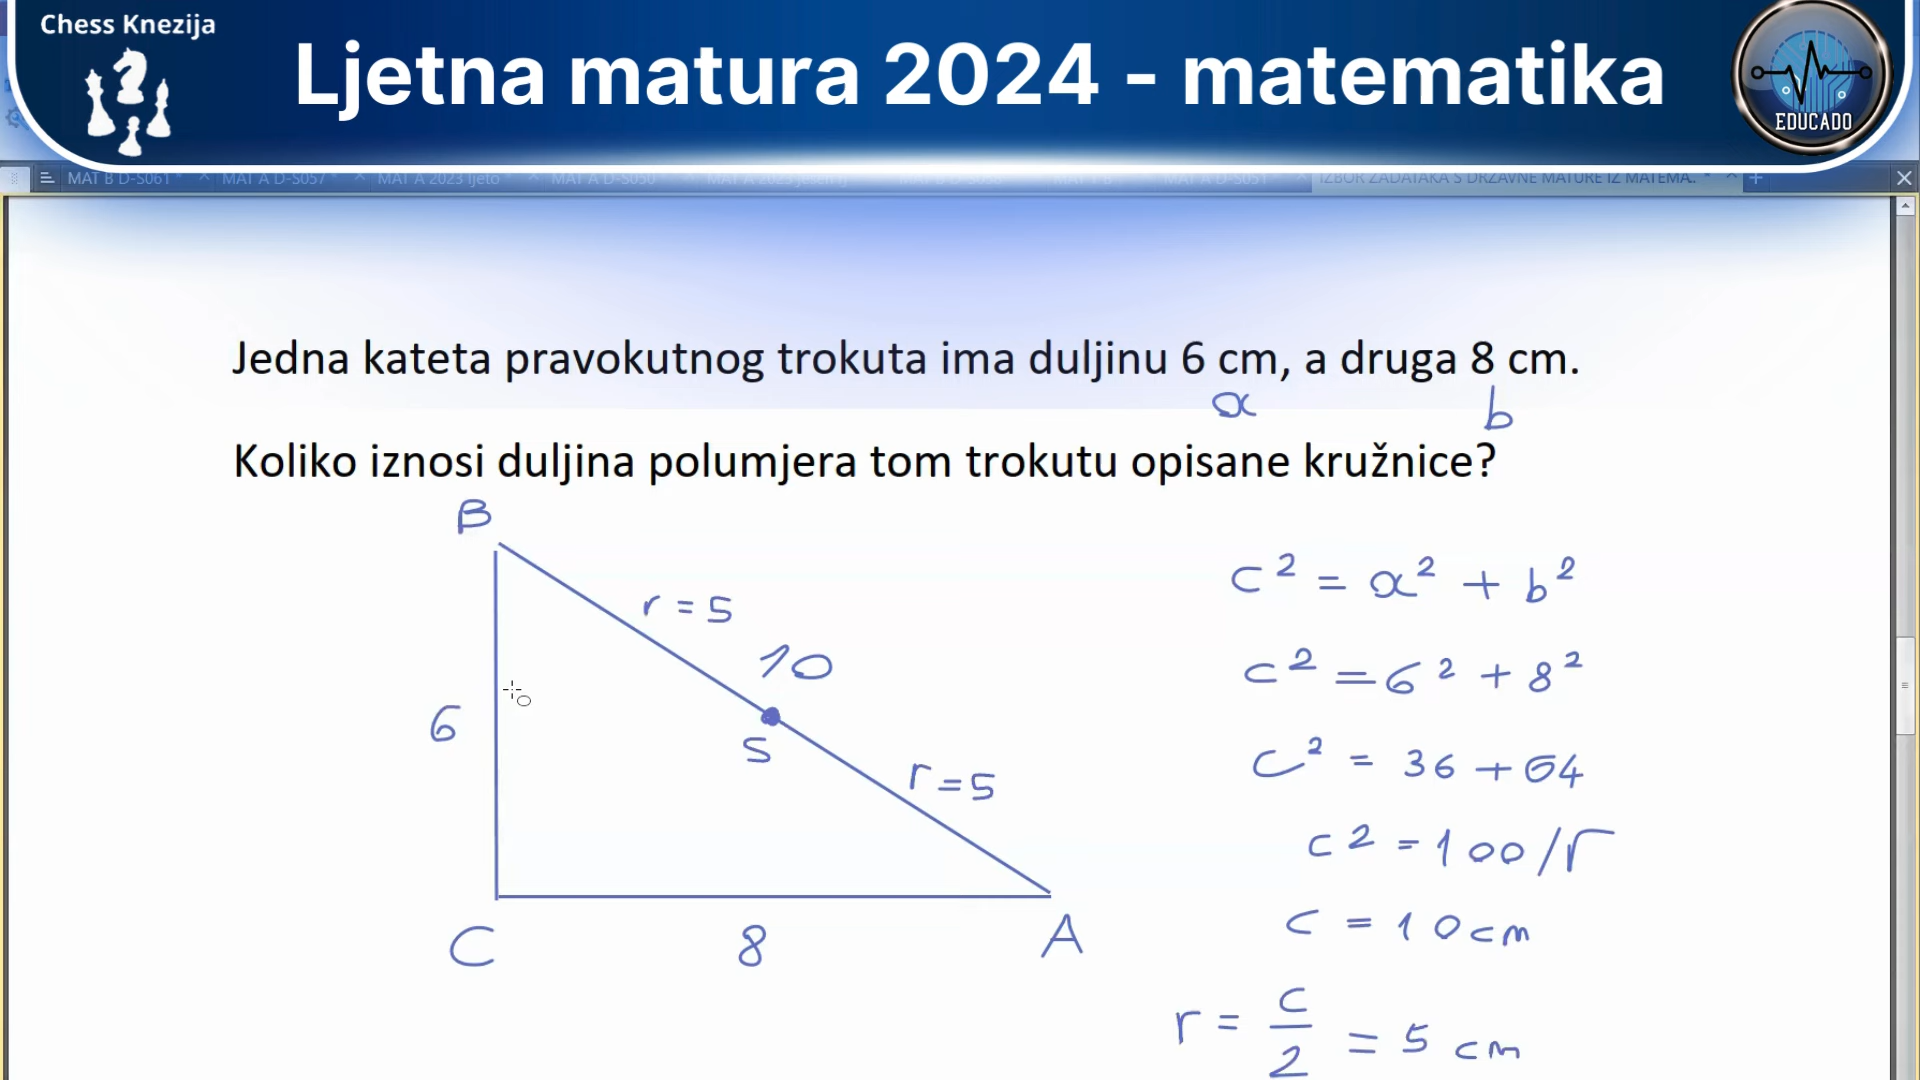 Chess Knezija
Ljetna matura 2024 - matematika
EDUCADO
MAT B D-S061 MAT A D-S057 MAT A 2023 ljeto MAT A D-S050 MAT A D-S051 IZBOR ZADATAKA S DRŽAVNE MATURE IZ MATEMA...
Jedna kateta pravokutnog trokuta ima duljinu 6 cm, a druga 8 cm.
a b
Koliko iznosi duljina polumjera tom trokutu opisane kružnice?
B
c² = a² + b²
r = 5
10
c² = 6² + 8²
6
S
c² = 36 + 64
r = 5
c² = 100 /√
C 8 A
c = 10 cm
r = c/2 = 5 cm